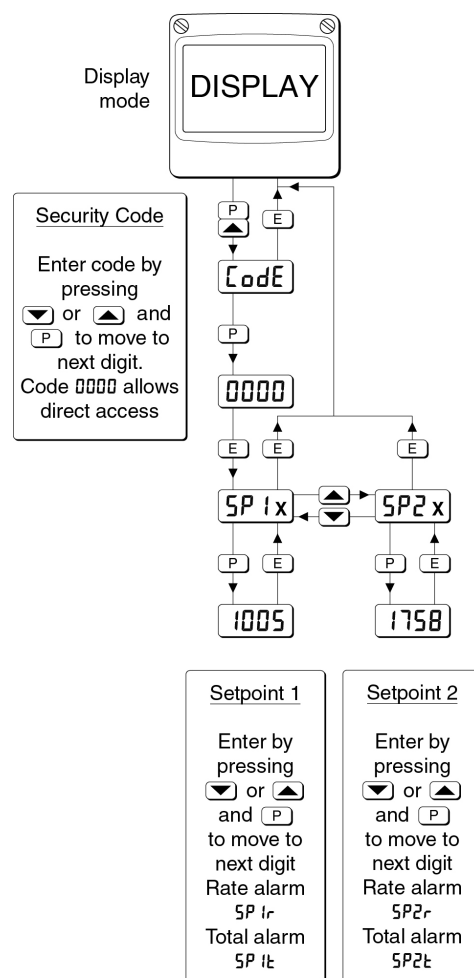 Display
mode
DISPLAY
P
E
CodE
P
0000
E
E
E
SP1x
SP2x
P
E
P
E
1005
1758
Security Code
Enter code by
pressing
or and
P to move to
next digit.
Code 0000 allows
direct access
Setpoint 1
Enter by
pressing
or
and P
to move to
next digit
Rate alarm
SP1r
Total alarm
SP1t
Setpoint 2
Enter by
pressing
or
and P
to move to
next digit
Rate alarm
SP2r
Total alarm
SP2t